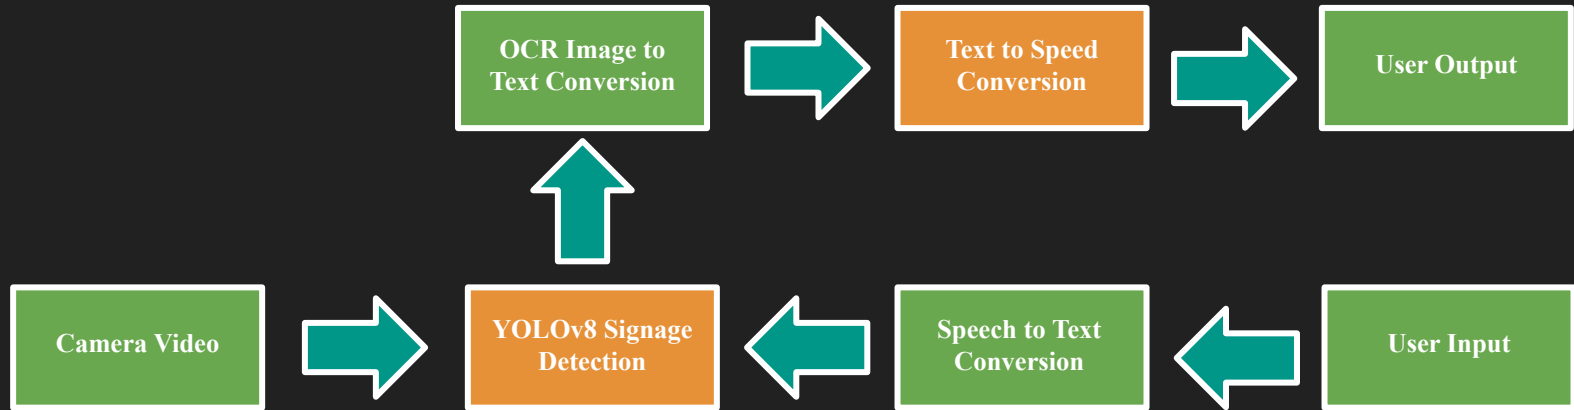 OCR Image to
Text Conversion
Text to Speed
Conversion
User Output
Camera Video
YOLOv8 Signage
Detection
Speech to Text
Conversion
User Input